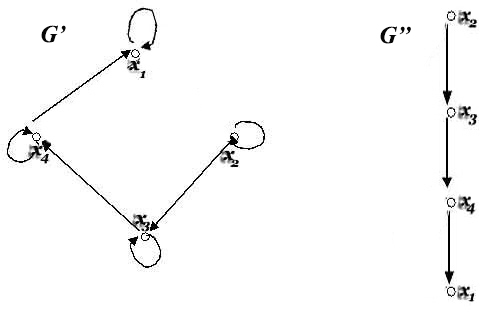 G’
x₁
x₄
x₂
x₃
G’’
x₂
x₃
x₄
x₁